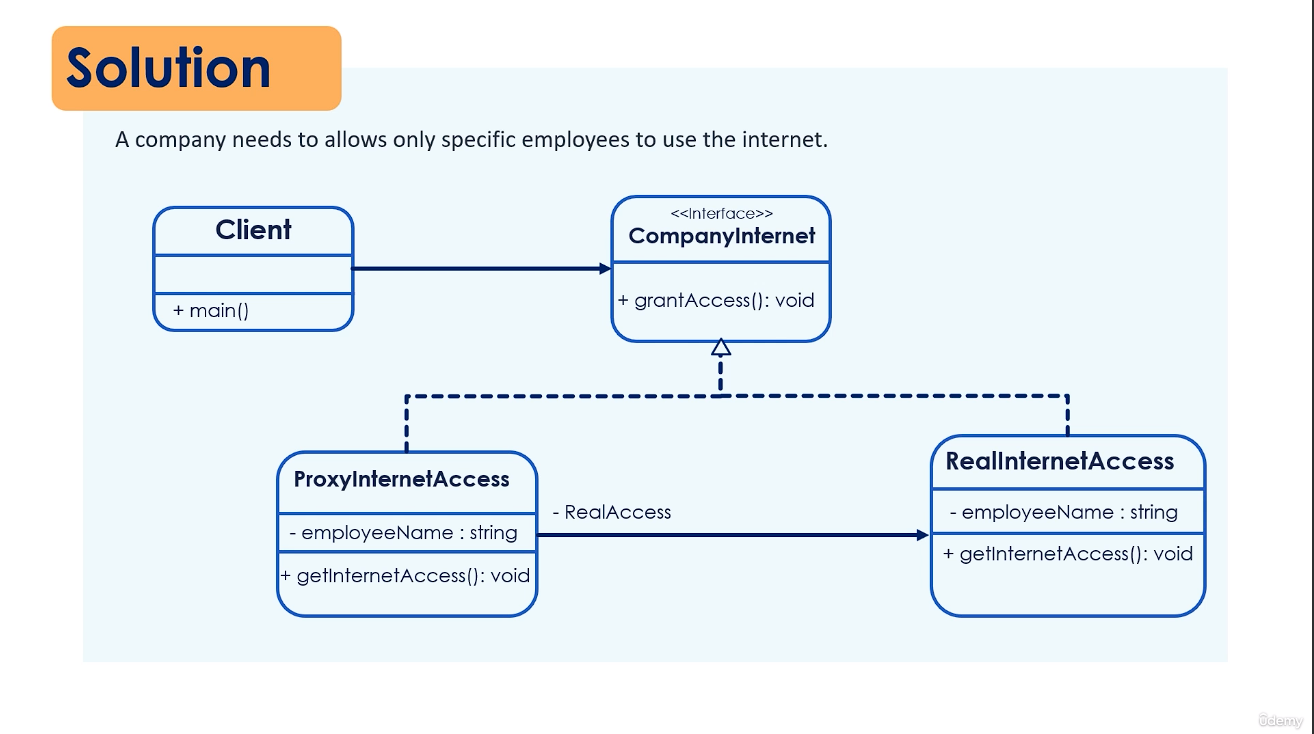 Solution
A company needs to allows only specific employees to use the internet.
Client
+ main()
<<Interface>>
CompanyInternet
+ grantAccess(): void
ProxyInternetAccess
- employeeName : string
+ getInternetAccess(): void
- RealAccess
RealInternetAccess
- employeeName : string
+ getInternetAccess(): void
ûdemy